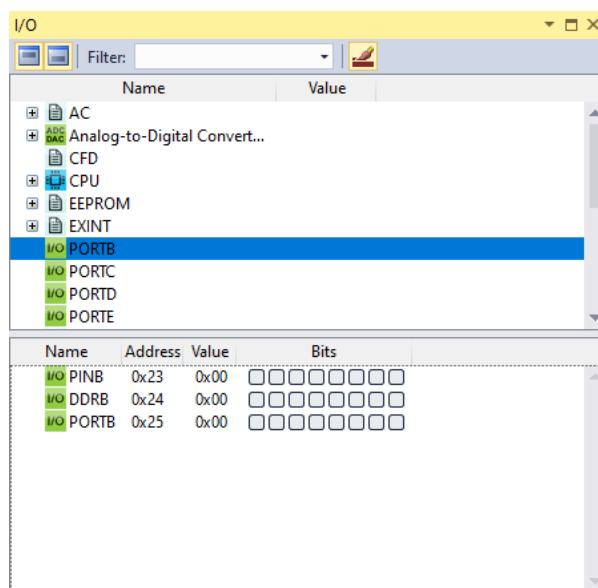 I/O
Filter:
Name Value
AC
ADC DAC Analog-to-Digital Convert...
CFD
CPU
EEPROM
EXINT
I/O PORTB
I/O PORTC
I/O PORTD
I/O PORTE
Name Address Value Bits
I/O PINB 0x23 0x00
I/O DDRB 0x24 0x00
I/O PORTB 0x25 0x00